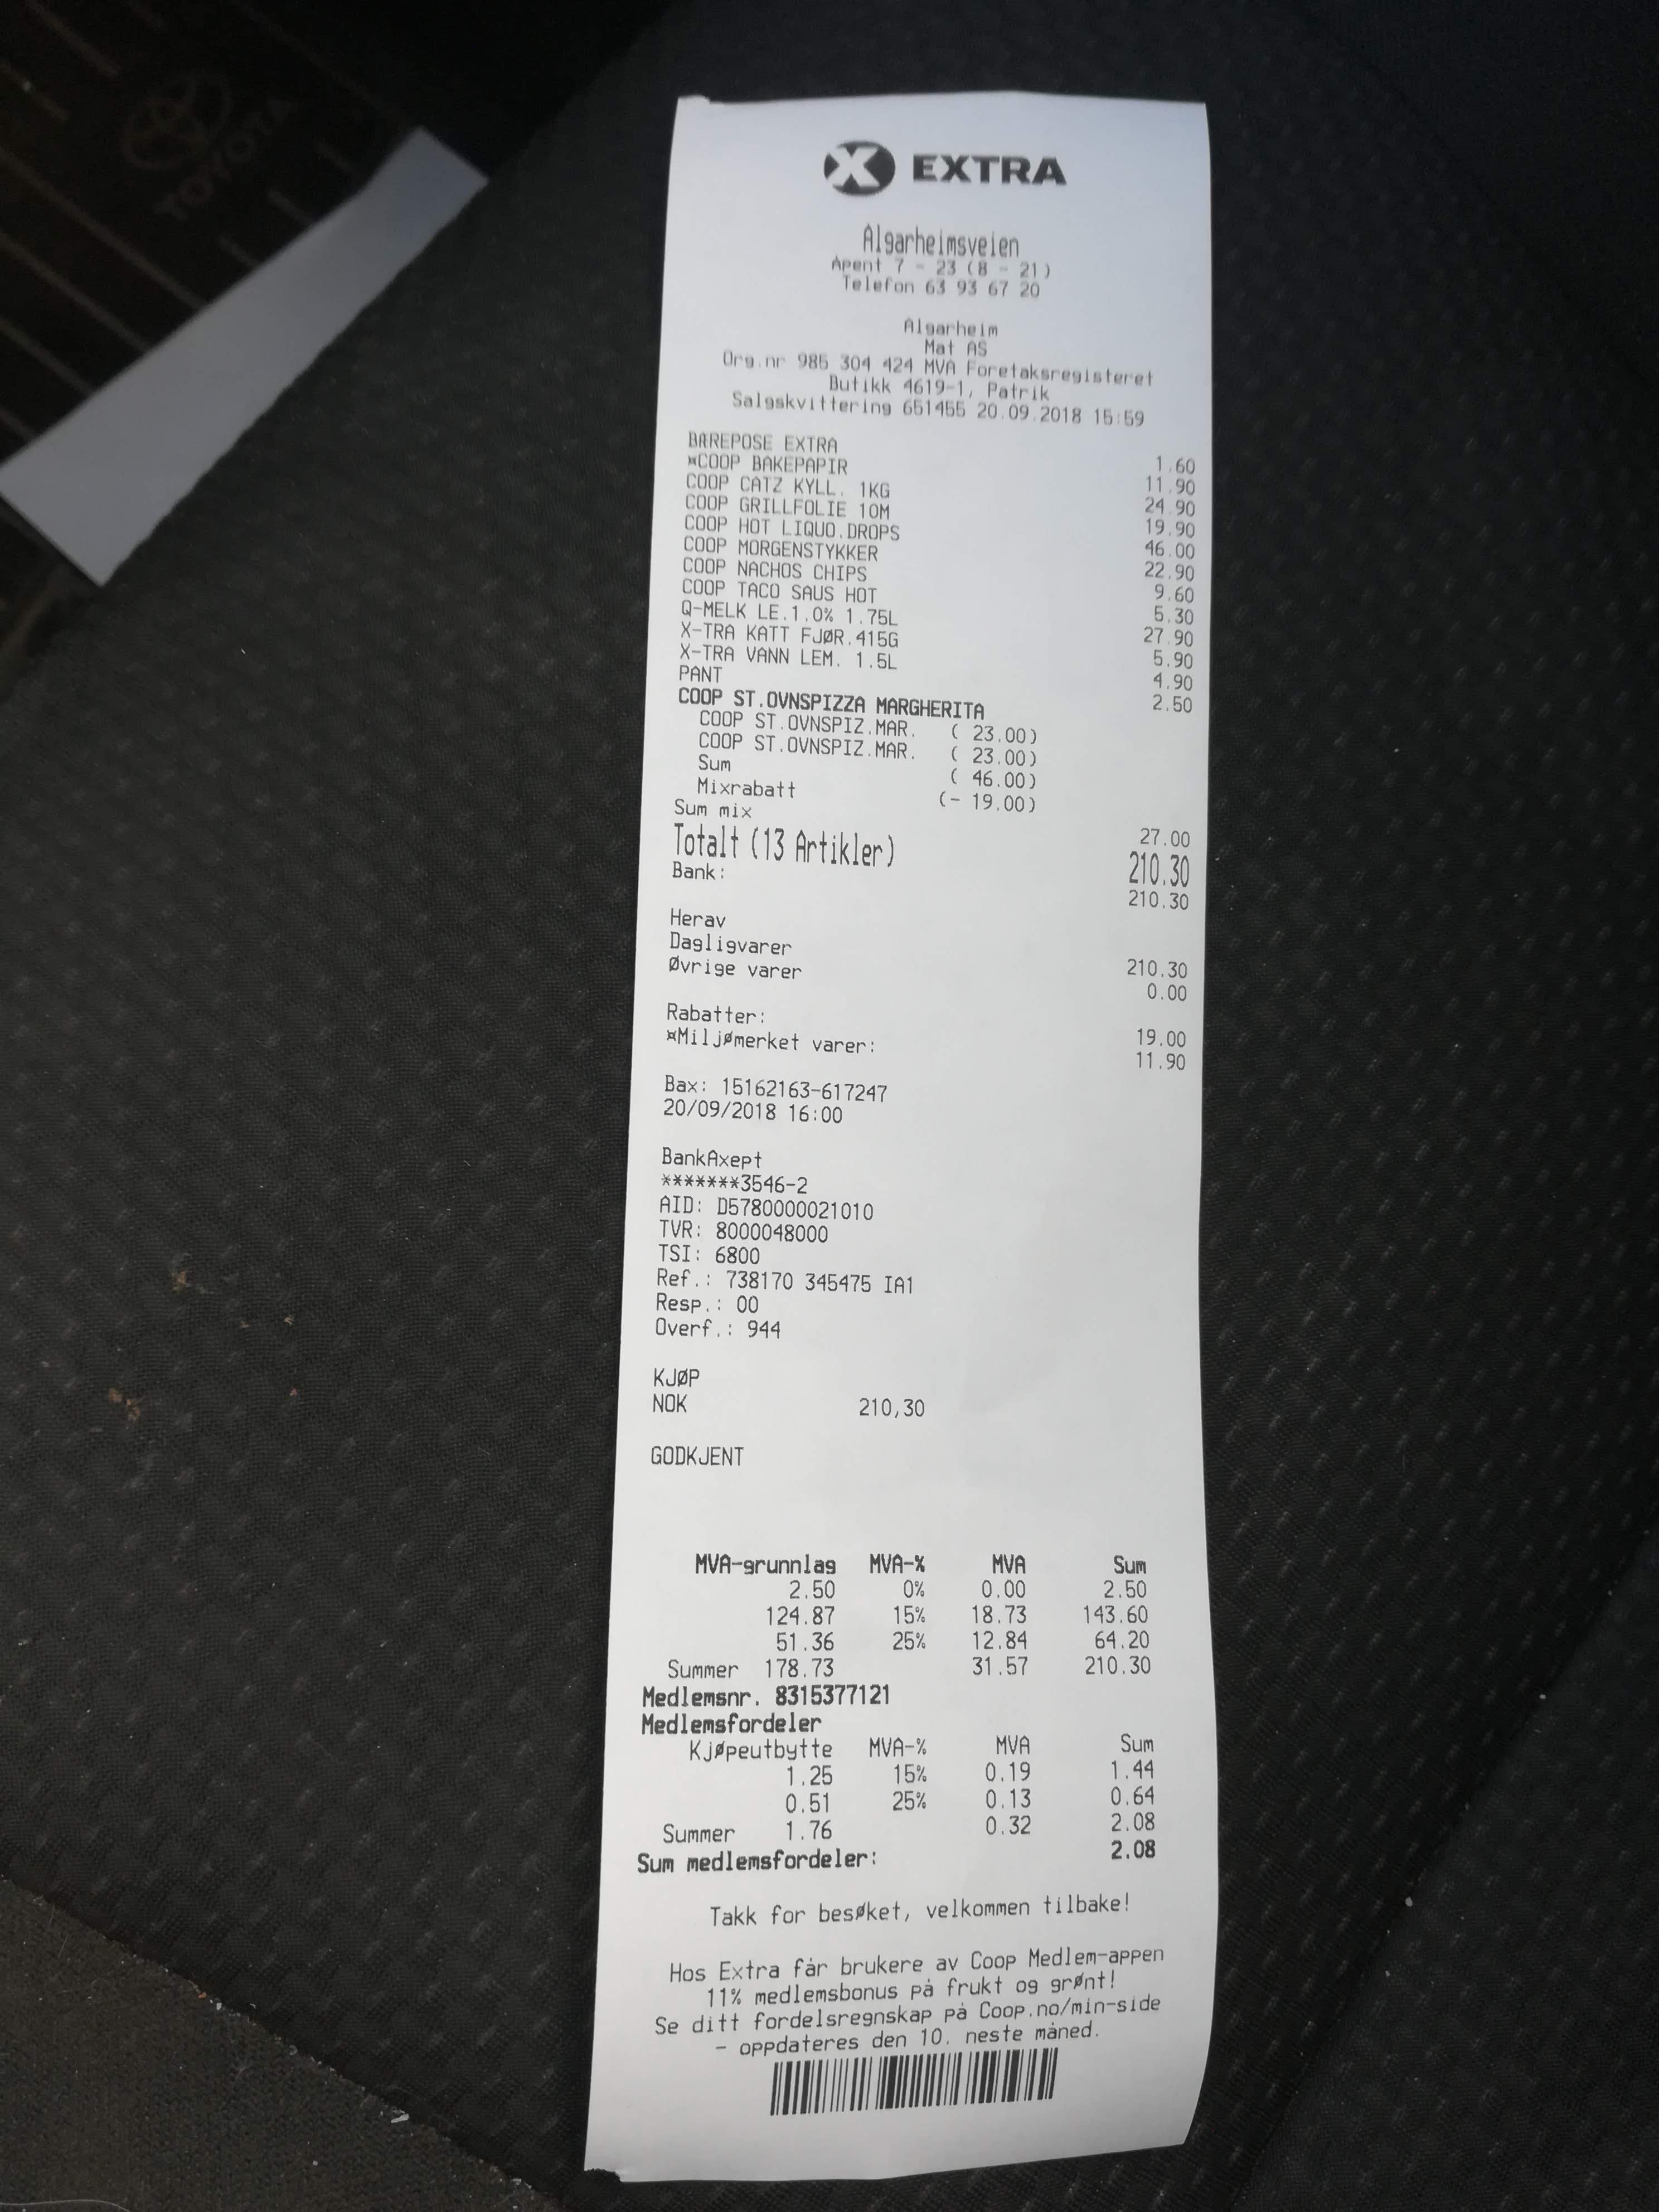 TOYOTA
X EXTRA
Algarheimsveien
Åpent 7 - 23 (8 - 21)
Telefon 63 93 67 20
Algarheim
Mat AS
Org.nr 985 304 424 MVA Foretaksregisteret
Butikk 4619-1, Patrik
Salgskvittering 651455 20.09.2018 15:59
BÆREPOSE EXTRA 1.60
¤COOP BAKEPAPIR 11.90
COOP CATZ KYLL. 1KG 24.90
COOP GRILLFOLIE 10M 19.90
COOP HOT LIQUO.DROPS 46.00
COOP MORGENSTYKKER 22.90
COOP NACHOS CHIPS 9.60
COOP TACO SAUS HOT 5.30
Q-MELK LE.1.0% 1.75L 27.90
X-TRA KATT FJØR.415G 5.90
X-TRA VANN LEM. 1.5L 4.90
PANT 2.50
COOP ST.OVNSPIZZA MARGHERITA
COOP ST.OVNSPIZ.MAR. ( 23.00)
COOP ST.OVNSPIZ.MAR. ( 23.00)
Sum ( 46.00)
Mixrabatt (- 19.00)
Sum mix 27.00
Totalt (13 Artikler) 210.30
Bank: 210.30
Herav
Dagligvarer 210.30
Øvrige varer 0.00
Rabatter: 19.00
¤Miljømerket varer: 11.90
Bax: 15162163-617247
20/09/2018 16:00
BankAxept
*******3546-2
AID: D5780000021010
TVR: 8000048000
TSI: 6800
Ref.: 738170 345475 IA1
Resp.: 00
Overf.: 944
KJØP
NOK 210,30
GODKJENT
MVA-grunnlag MVA-% MVA Sum
2.50 0% 0.00 2.50
124.87 15% 18.73 143.60
51.36 25% 12.84 64.20
Summer 178.73 31.57 210.30
Medlemsnr. 8315377121
Medlemsfordeler
Kjøpeutbytte MVA-% MVA Sum
1.25 15% 0.19 1.44
0.51 25% 0.13 0.64
Summer 1.76 0.32 2.08
Sum medlemsfordeler: 2.08
Takk for besøket, velkommen tilbake!
Hos Extra får brukere av Coop Medlem-appen
11% medlemsbonus på frukt og grønt!
Se ditt fordelsregnskap på Coop.no/min-side
- oppdateres den 10. neste måned.